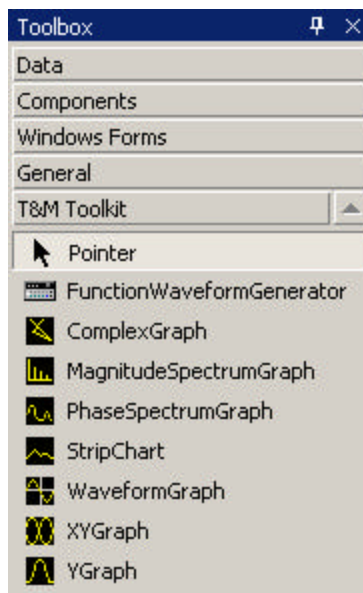 Toolbox
Data
Components
Windows Forms
General
T&M Toolkit
Pointer
FunctionWaveformGenerator
ComplexGraph
MagnitudeSpectrumGraph
PhaseSpectrumGraph
StripChart
WaveformGraph
XYGraph
YGraph